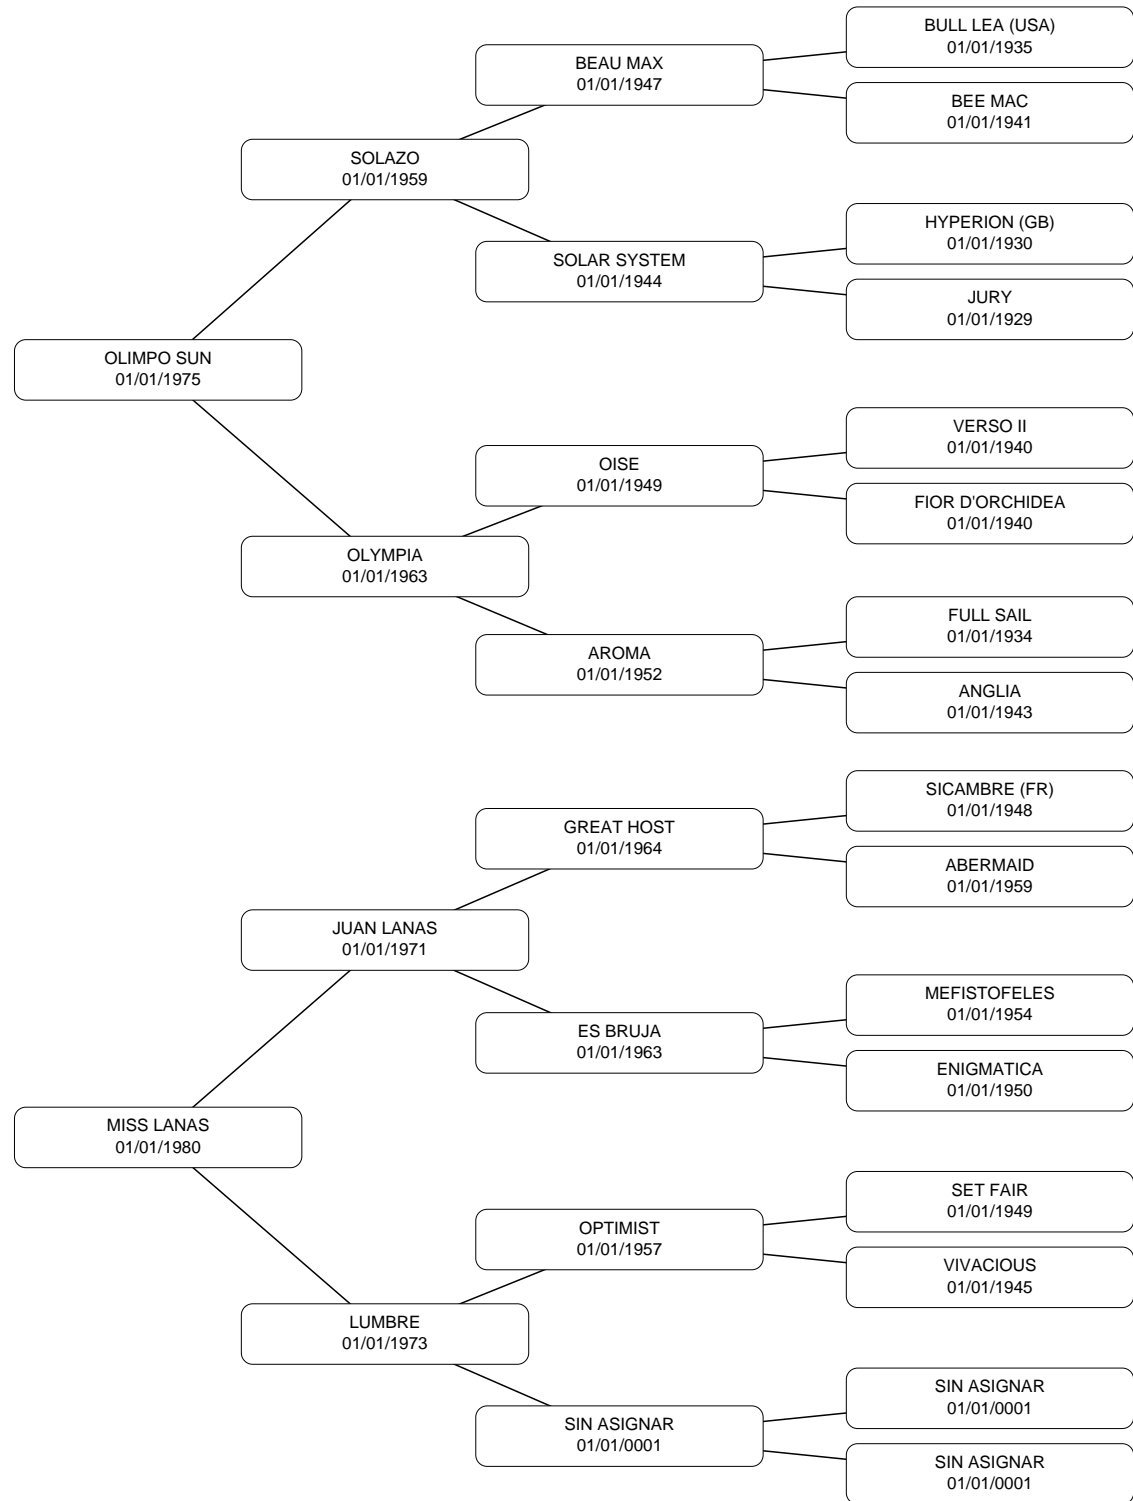 BULL LEA (USA)
01/01/1935
BEAU MAX
01/01/1947
BEE MAC
01/01/1941
SOLAZO
01/01/1959
HYPERION (GB)
01/01/1930
SOLAR SYSTEM
01/01/1944
JURY
01/01/1929
OLIMPO SUN
01/01/1975
VERSO II
01/01/1940
OISE
01/01/1949
FIOR D'ORCHIDEA
01/01/1940
OLYMPIA
01/01/1963
FULL SAIL
01/01/1934
AROMA
01/01/1952
ANGLIA
01/01/1943
SICAMBRE (FR)
01/01/1948
GREAT HOST
01/01/1964
ABERMAID
01/01/1959
JUAN LANAS
01/01/1971
MEFISTOFELES
01/01/1954
ES BRUJA
01/01/1963
ENIGMATICA
01/01/1950
MISS LANAS
01/01/1980
SET FAIR
01/01/1949
OPTIMIST
01/01/1957
VIVACIOUS
01/01/1945
LUMBRE
01/01/1973
SIN ASIGNAR
01/01/0001
SIN ASIGNAR
01/01/0001
SIN ASIGNAR
01/01/0001